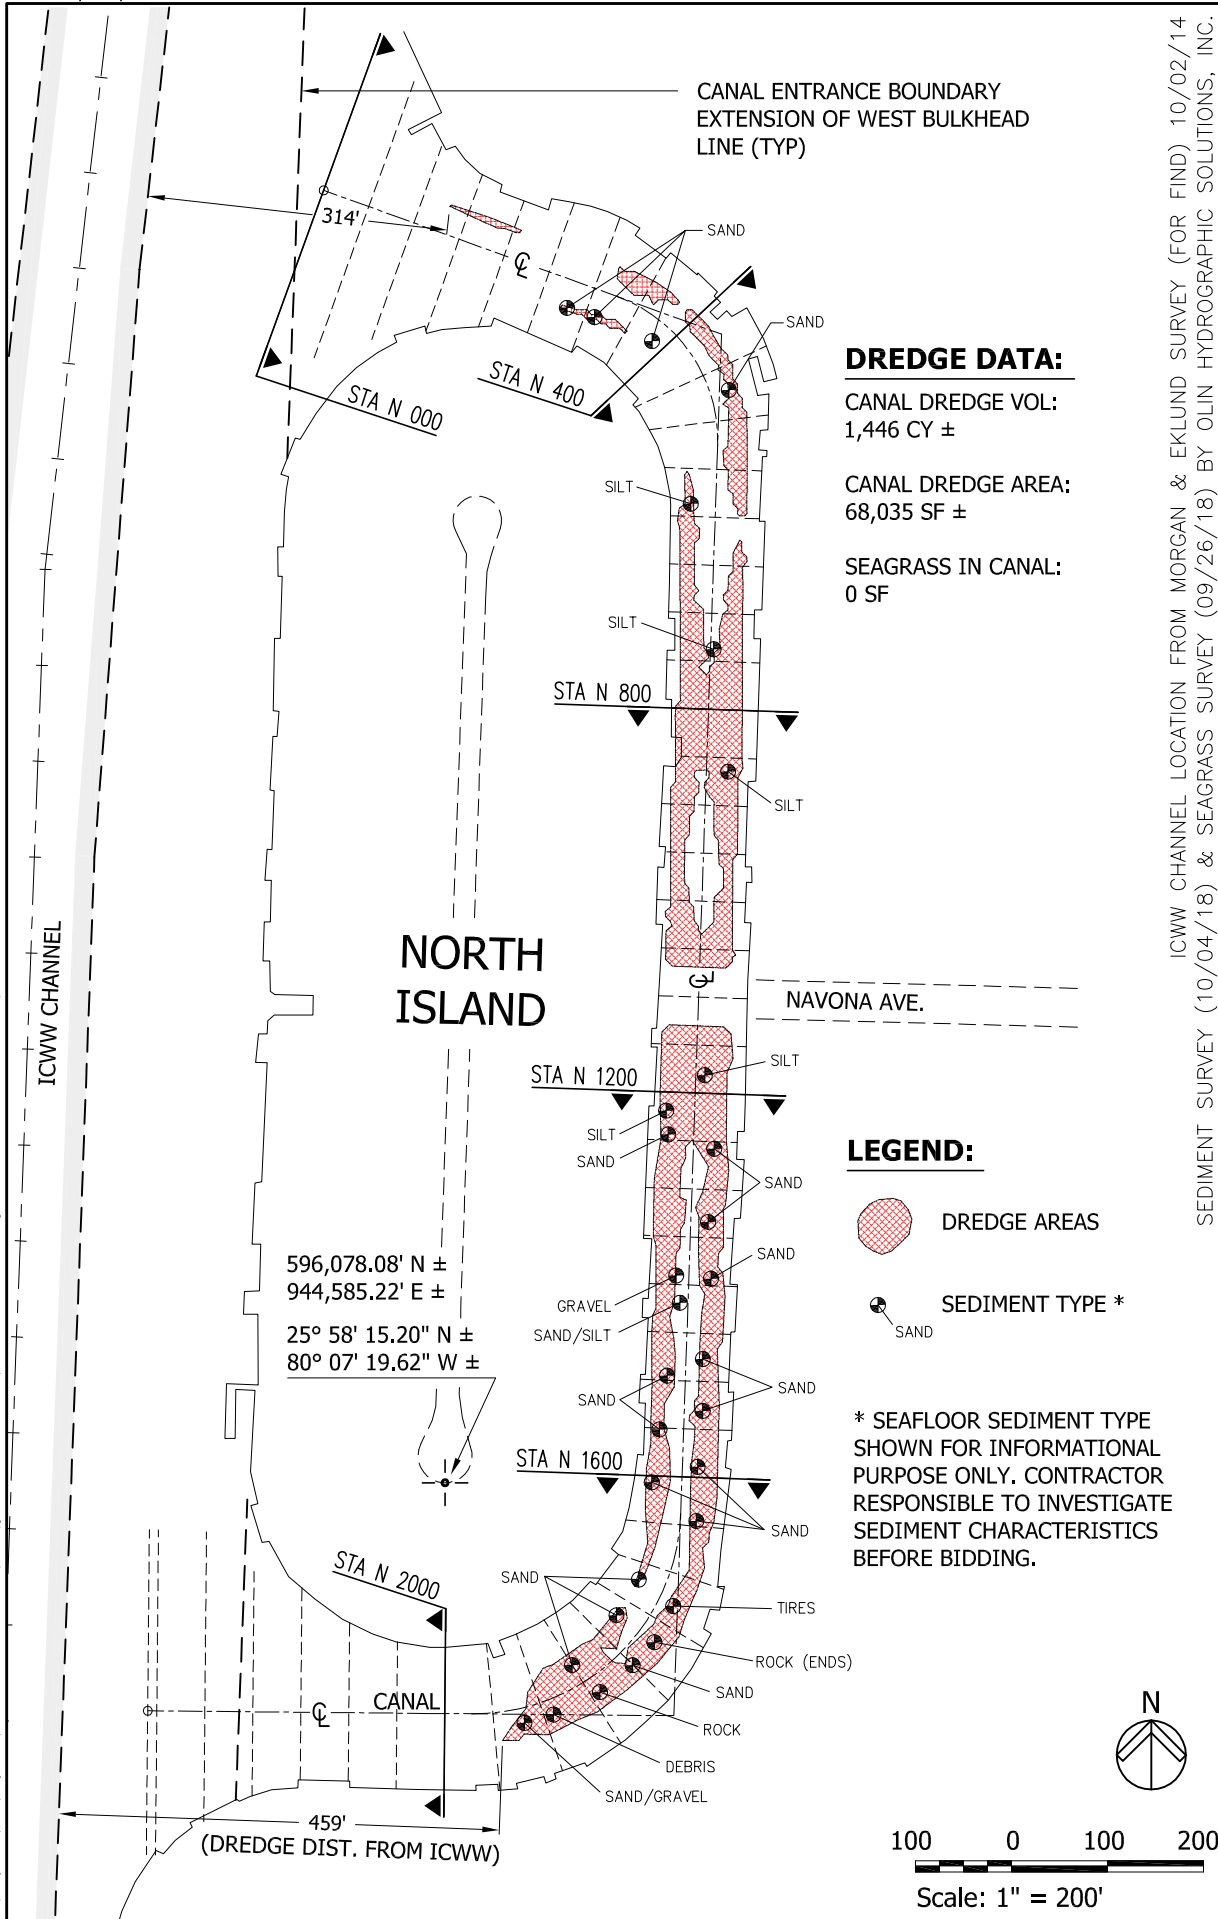 CANAL ENTRANCE BOUNDARY
EXTENSION OF WEST BULKHEAD
LINE (TYP)
314'
SAND
℄
SAND
STA N 000
STA N 400
DREDGE DATA:
CANAL DREDGE VOL:
1,446 CY ±
CANAL DREDGE AREA:
68,035 SF ±
SEAGRASS IN CANAL:
0 SF
SILT
SILT
STA N 800
SILT
NORTH
ISLAND
ICWW CHANNEL
℄
NAVONA AVE.
SILT
STA N 1200
SILT
SAND
SAND
SAND
596,078.08' N ±
944,585.22' E ±
25° 58' 15.20" N ±
80° 07' 19.62" W ±
GRAVEL
SAND/SILT
SAND
SAND
STA N 1600
SAND
STA N 2000
SAND
TIRES
ROCK (ENDS)
SAND
ROCK
DEBRIS
SAND/GRAVEL
℄
CANAL
459'
(DREDGE DIST. FROM ICWW)
LEGEND:
DREDGE AREAS
SEDIMENT TYPE *
SAND
* SEAFLOOR SEDIMENT TYPE
SHOWN FOR INFORMATIONAL
PURPOSE ONLY. CONTRACTOR
RESPONSIBLE TO INVESTIGATE
SEDIMENT CHARACTERISTICS
BEFORE BIDDING.
N
100 0 100 200
Scale: 1" = 200'
ICWW CHANNEL LOCATION FROM MORGAN & EKLUND SURVEY (FOR FIND) 10/02/14
SEDIMENT SURVEY (10/04/18) & SEAGRASS SURVEY (09/26/18) BY OLIN HYDROGRAPHIC SOLUTIONS, INC.